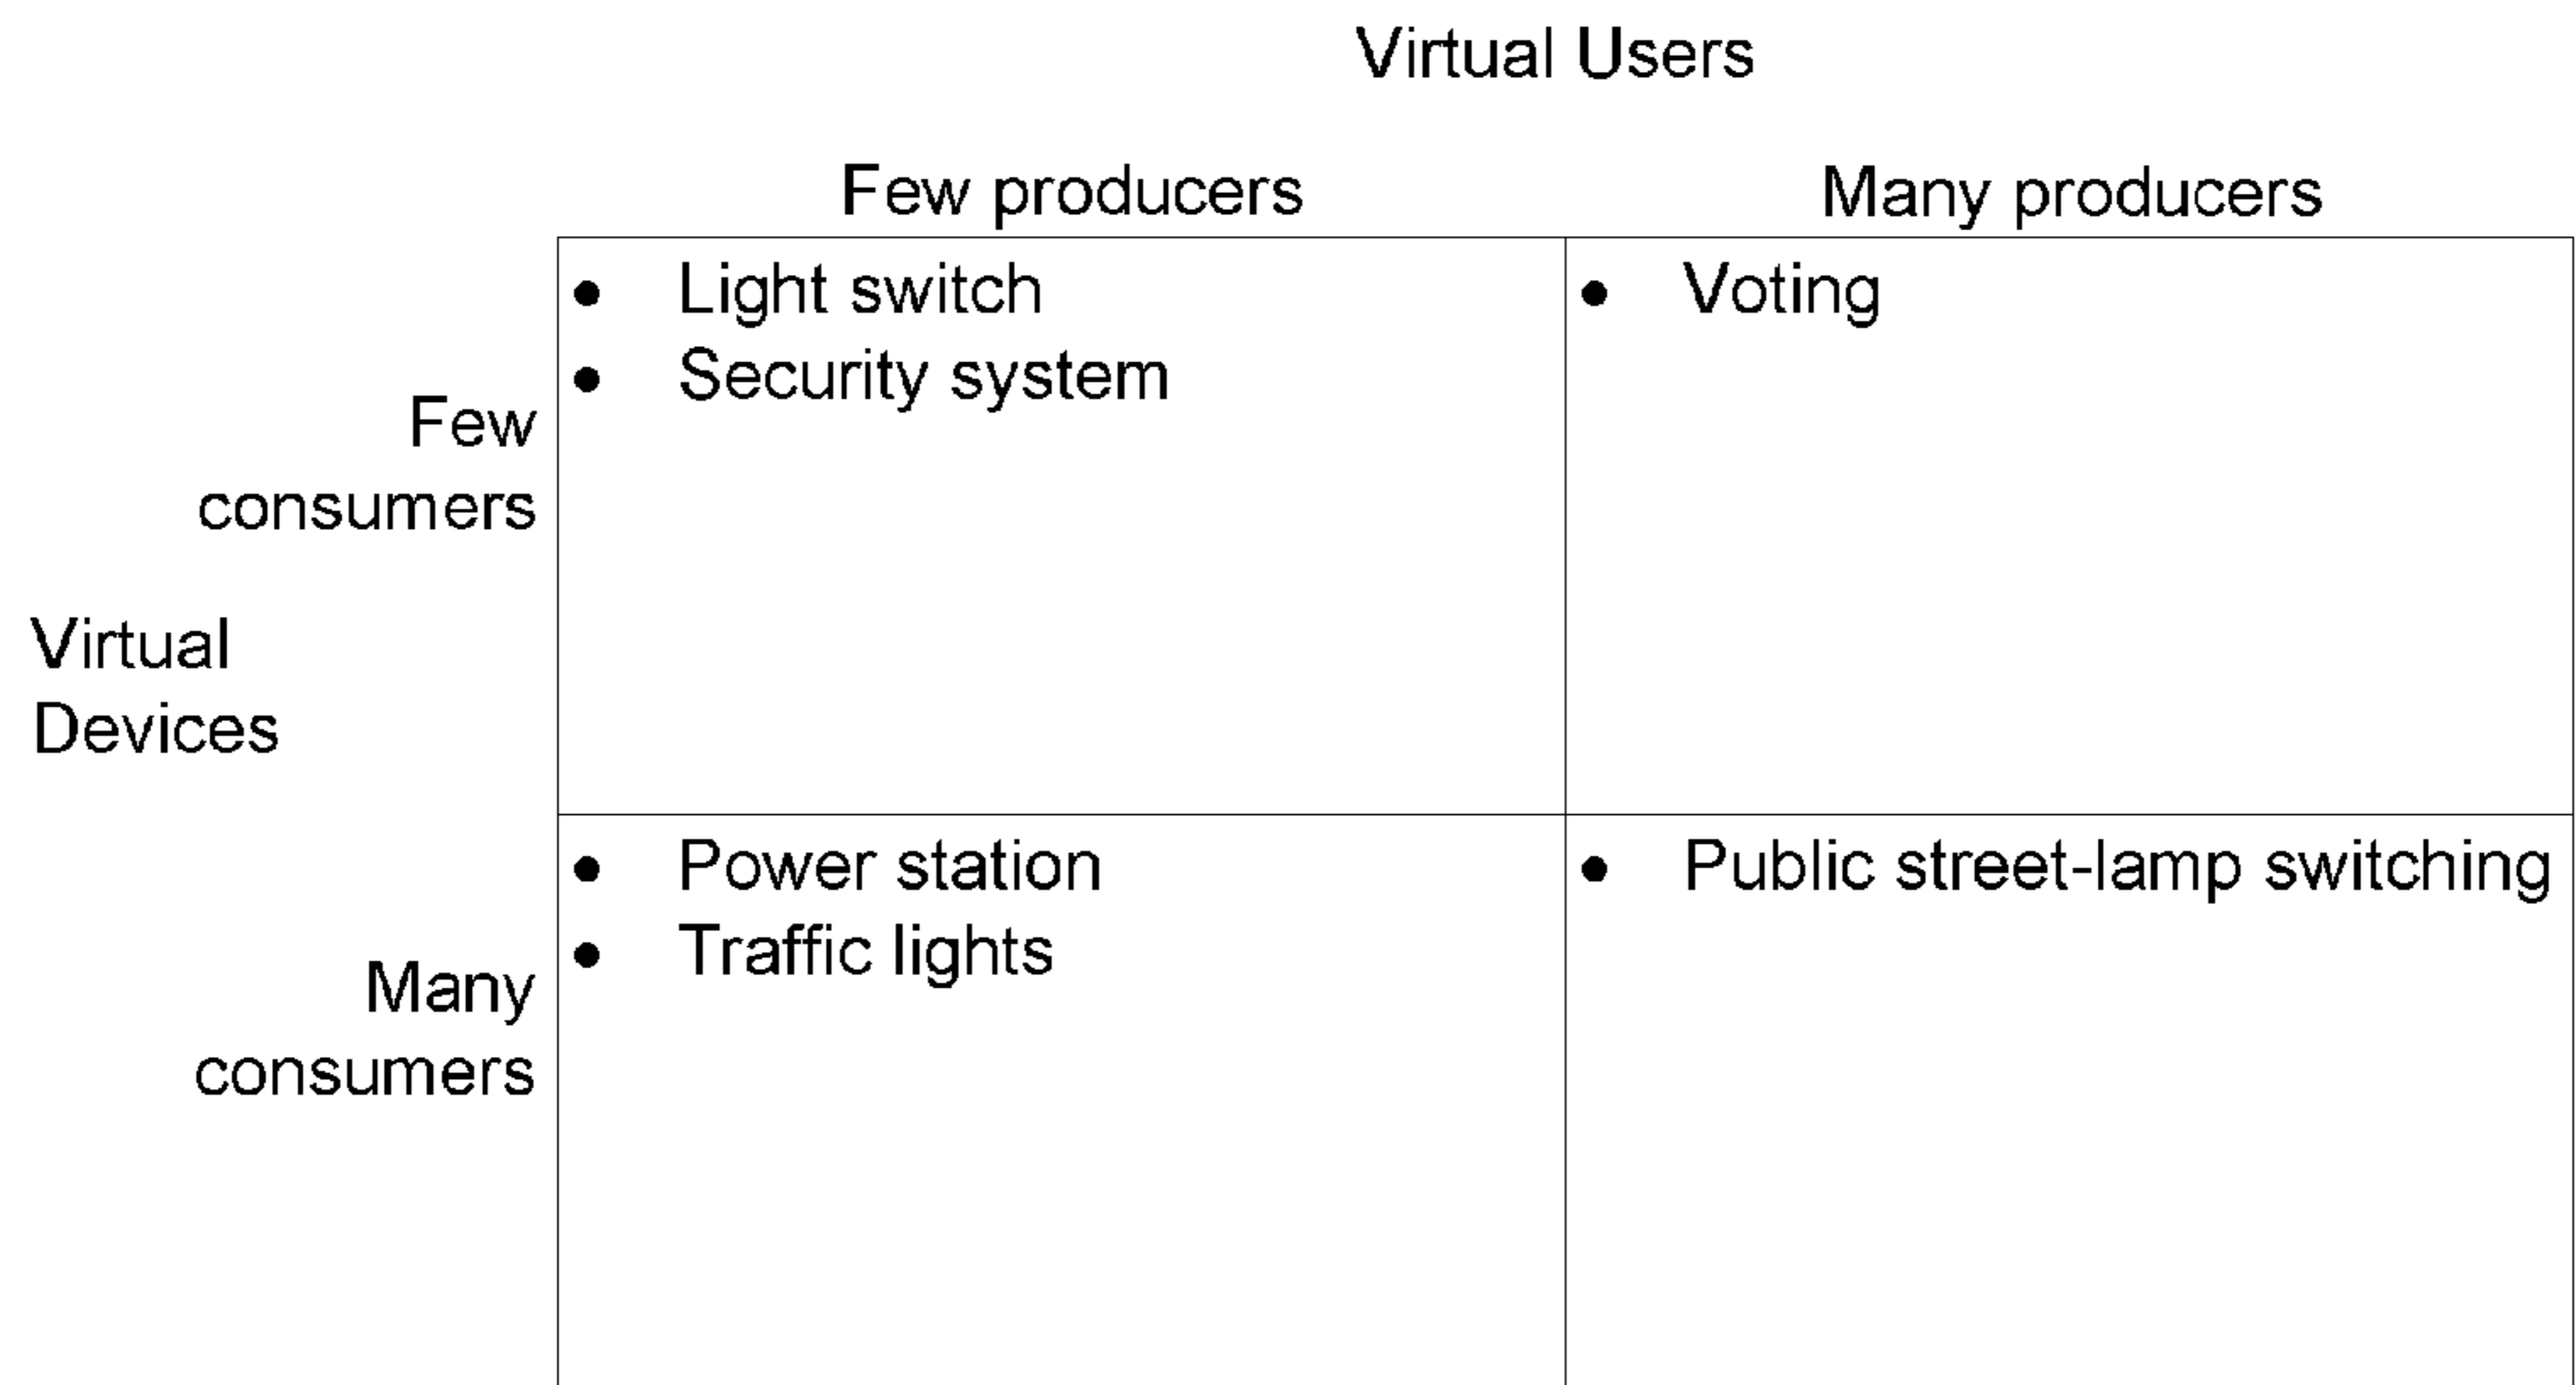 Virtual Users
Few producers
Many producers
Few
consumers
• Light switch
• Security system
• Voting
Virtual
Devices
Many
consumers
• Power station
• Traffic lights
• Public street-lamp switching